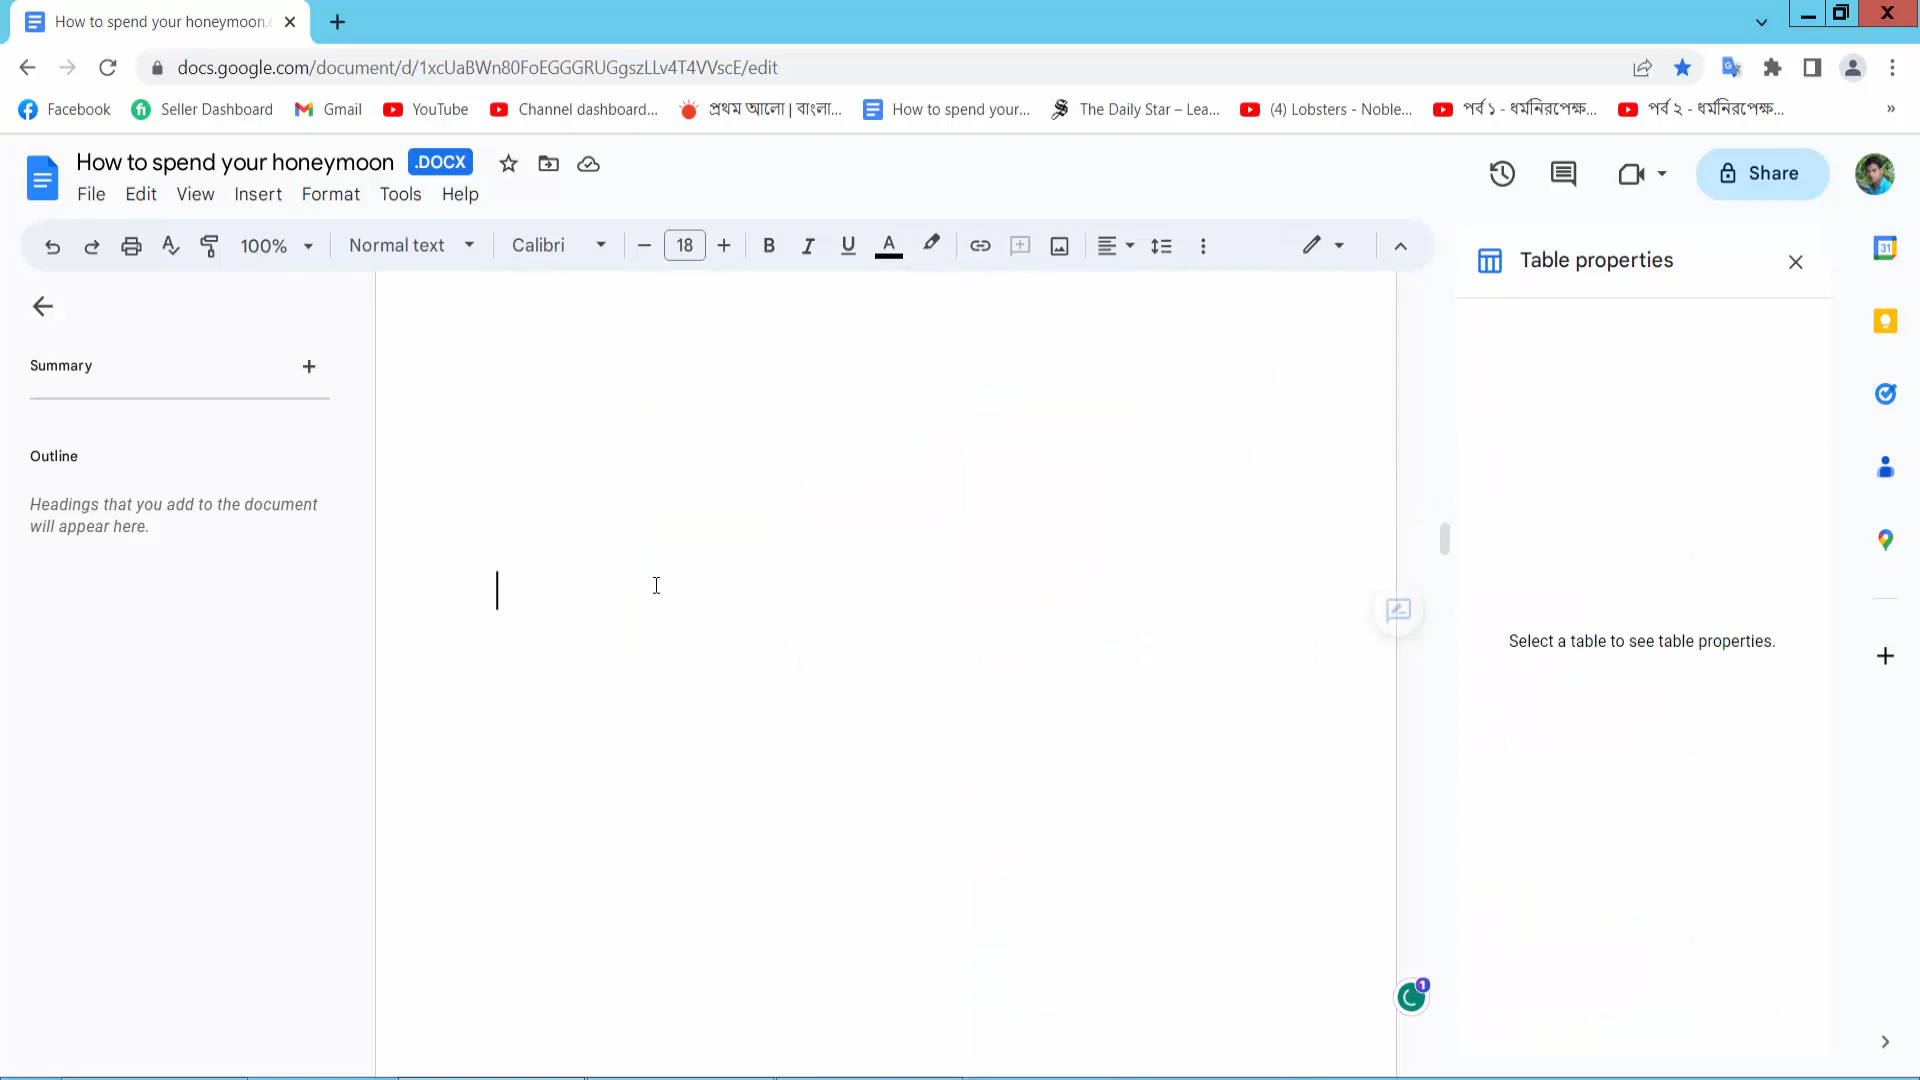 How to spend your honeymoon.
docs.google.com/document/d/1xcUaBWn80FoEGGGRUGgszLLv4T4VVscE/edit
Facebook
Seller Dashboard
Gmail
YouTube
Channel dashboard...
প্রথম আলো | বাংলা...
How to spend your...
The Daily Star – Lea...
(4) Lobsters - Noble...
পর্ব ১ - ধর্মনিরপেক্ষ...
পর্ব ২ - ধর্মনিরপেক্ষ...
»
How to spend your honeymoon .DOCX
File Edit View Insert Format Tools Help
Share
100% Normal text Calibri 18 B I U A
Table properties
31
Summary
Outline
Headings that you add to the document
will appear here.
Select a table to see table properties.
1